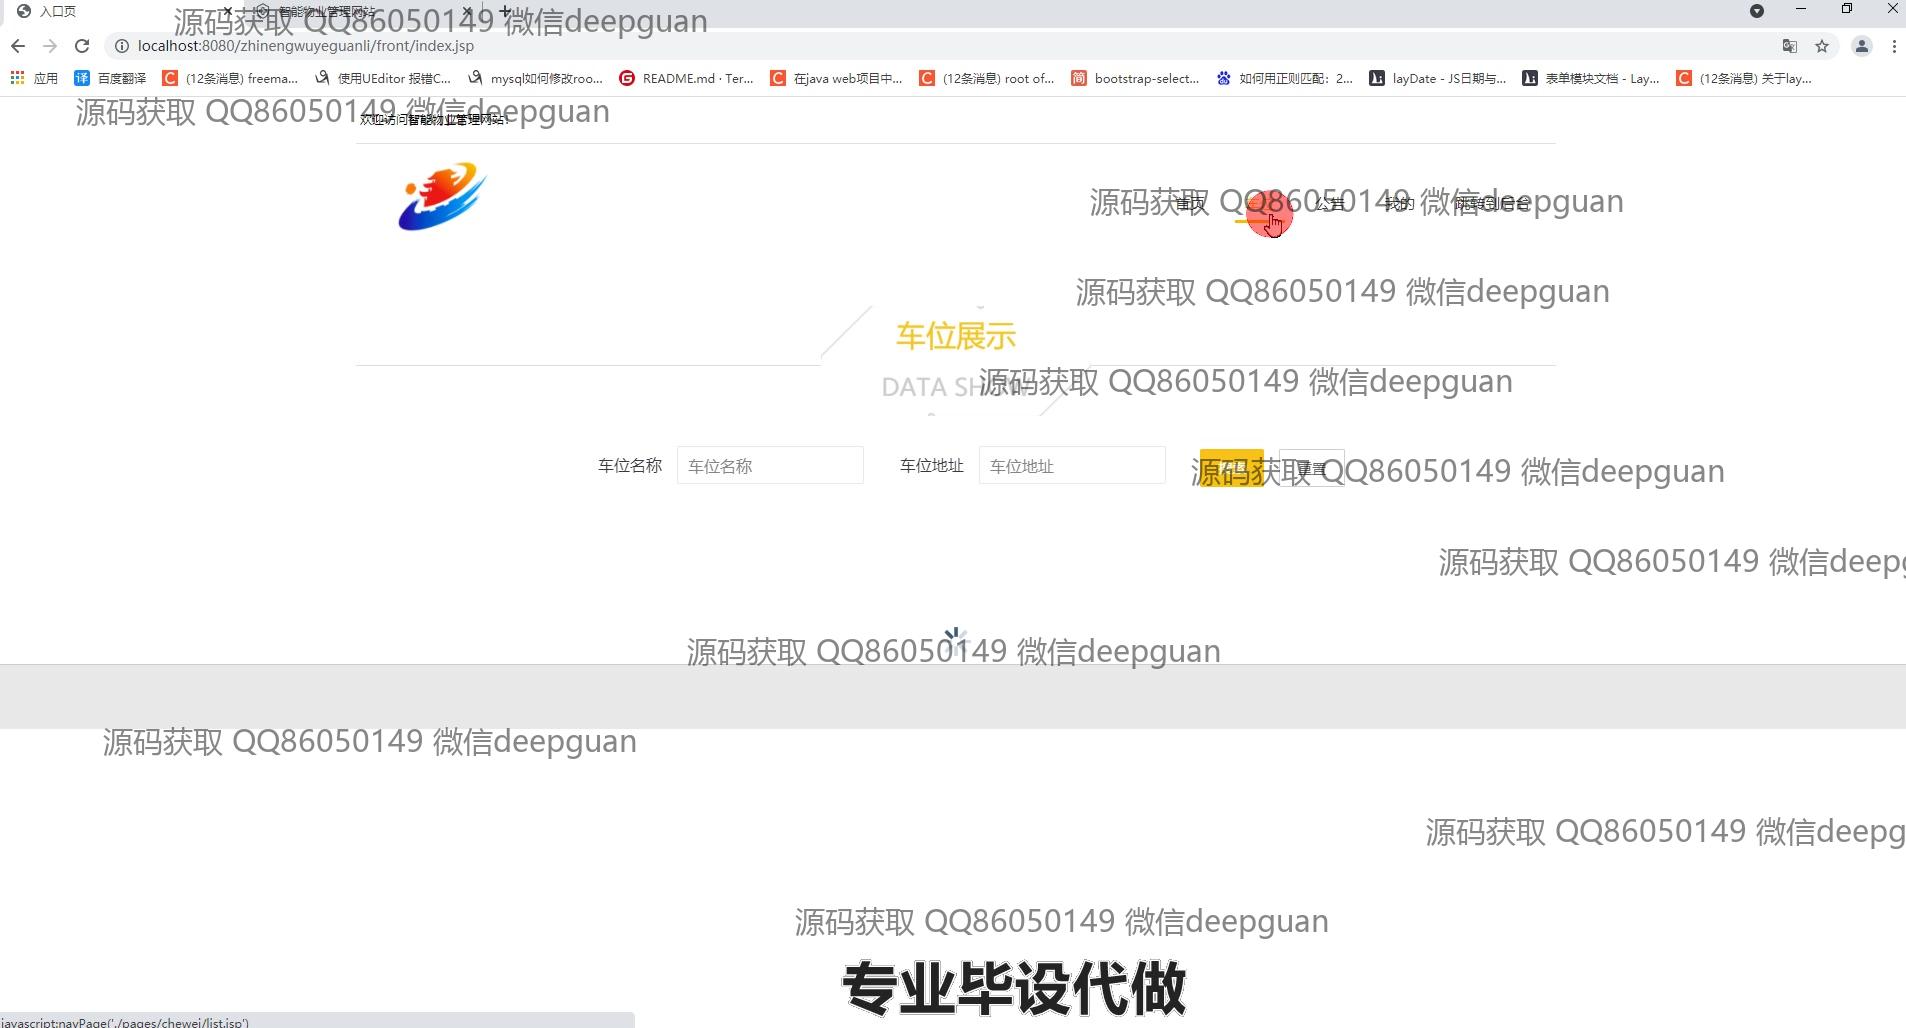 入口页
智能物业管理网站
源码获取 QQ86050149 微信deepguan
localhost:8080/zhinengwuyeguanli/front/index.jsp
应用 百度翻译 (12条消息) freema... 使用UEditor 报错C... mysql如何修改roo... README.md · Ter... 在java web项目中... (12条消息) root of... bootstrap-select... 如何用正则匹配：2... layDate - JS日期与... 表单模块文档 - Lay... (12条消息) 关于lay...
源码获取 QQ86050149 微信deepguan
欢迎访问智能物业管理网站!
首页 公告 我的 跳转到后台
源码获取 QQ86050149 微信deepguan
源码获取 QQ86050149 微信deepguan
车位展示
DATA SHOW
源码获取 QQ86050149 微信deepguan
车位名称 车位名称 车位地址 车位地址 重置
源码获取 QQ86050149 微信deepguan
源码获取 QQ86050149 微信deepg
源码获取 QQ86050149 微信deepguan
源码获取 QQ86050149 微信deepguan
源码获取 QQ86050149 微信deepg
源码获取 QQ86050149 微信deepguan
专业毕设代做
javascript:navPage('./pages/chewei/list.jsp')